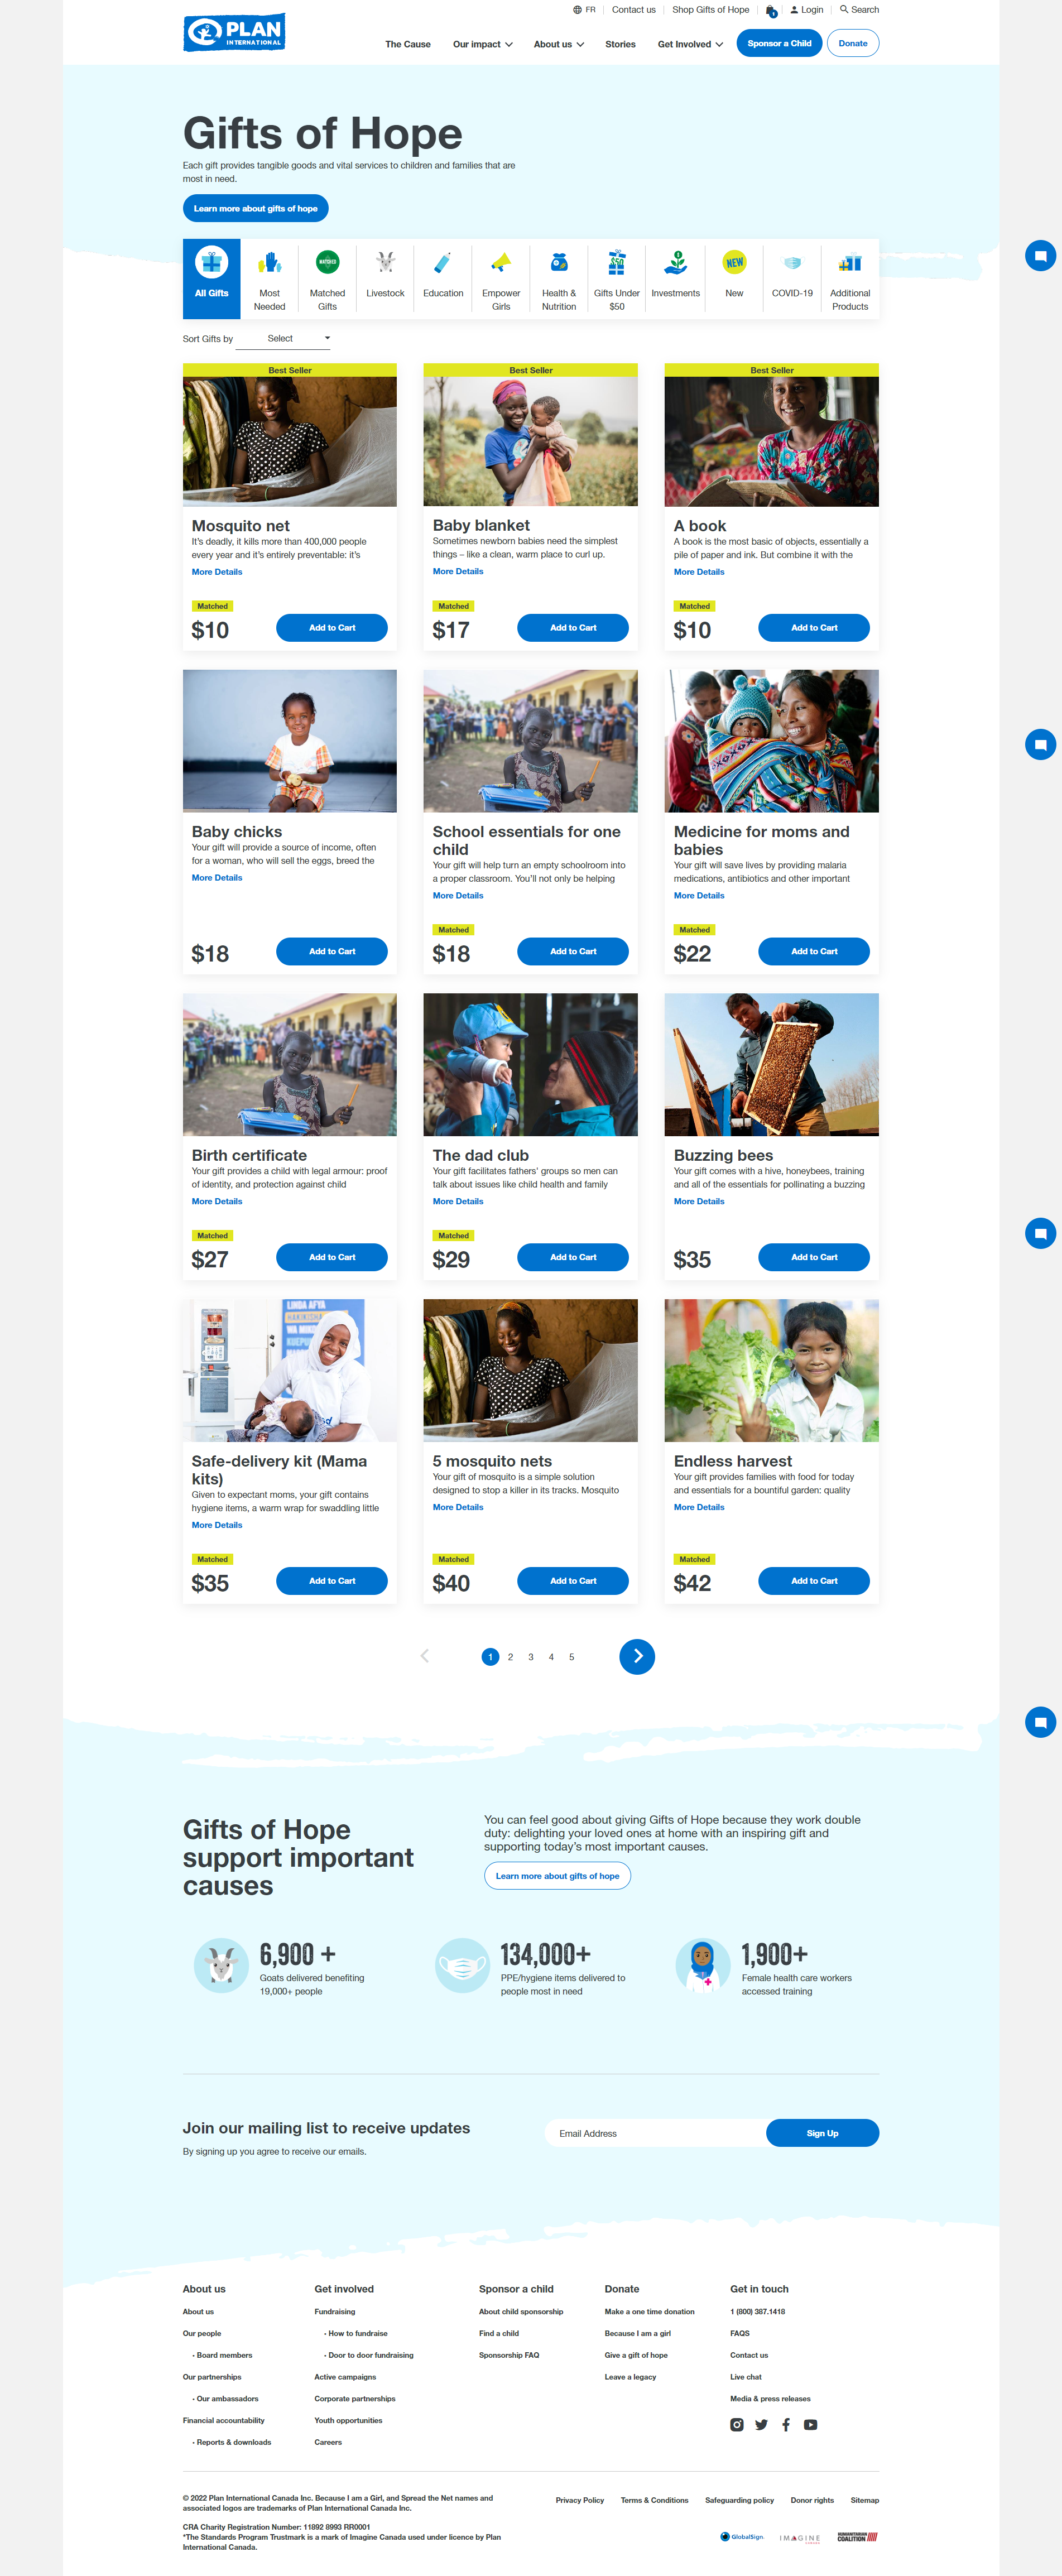 PLAN
INTERNATIONAL
FR
Contact us
Shop Gifts of Hope
1
Login
Search
The Cause
Our impact
About us
Stories
Get Involved
Sponsor a Child
Donate
Gifts of Hope
Each gift provides tangible goods and vital services to children and families that are
most in need.
Learn more about gifts of hope
All Gifts
Most
Needed
MATCHED
Matched
Gifts
Livestock
Education
Empower
Girls
Health &
Nutrition
Gifts Under
$50
Investments
NEW
New
COVID-19
Additional
Products
Sort Gifts by
Select
Best Seller
Best Seller
Best Seller
Mosquito net
It’s deadly, it kills more than 400,000 people
every year and it’s entirely preventable: it’s
More Details
Matched
$10
Add to Cart
Baby blanket
Sometimes newborn babies need the simplest
things – like a clean, warm place to curl up.
More Details
Matched
$17
Add to Cart
A book
A book is the most basic of objects, essentially a
pile of paper and ink. But combine it with the
More Details
Matched
$10
Add to Cart
Baby chicks
Your gift will provide a source of income, often
for a woman, who will sell the eggs, breed the
More Details
$18
Add to Cart
School essentials for one
child
Your gift will help turn an empty schoolroom into
a proper classroom. You’ll not only be helping
More Details
Matched
$18
Add to Cart
Medicine for moms and
babies
Your gift will save lives by providing malaria
medications, antibiotics and other important
More Details
Matched
$22
Add to Cart
Birth certificate
Your gift provides a child with legal armour: proof
of identity, and protection against child
More Details
Matched
$27
Add to Cart
The dad club
Your gift facilitates fathers’ groups so men can
talk about issues like child health and family
More Details
Matched
$29
Add to Cart
Buzzing bees
Your gift comes with a hive, honeybees, training
and all of the essentials for pollinating a buzzing
More Details
$35
Add to Cart
LINDA AFYA
Safe-delivery kit (Mama
kits)
Given to expectant moms, your gift contains
hygiene items, a warm wrap for swaddling little
More Details
Matched
$35
Add to Cart
5 mosquito nets
Your gift of mosquito is a simple solution
designed to stop a killer in its tracks. Mosquito
More Details
Matched
$40
Add to Cart
Endless harvest
Your gift provides families with food for today
and essentials for a bountiful garden: quality
More Details
Matched
$42
Add to Cart
1 2 3 4 5
Gifts of Hope
support important
causes
You can feel good about giving Gifts of Hope because they work double
duty: delighting your loved ones at home with an inspiring gift and
supporting today’s most important causes.
Learn more about gifts of hope
6,900 +
Goats delivered benefiting
19,000+ people
134,000+
PPE/hygiene items delivered to
people most in need
1,900+
Female health care workers
accessed training
Join our mailing list to receive updates
By signing up you agree to receive our emails.
Email Address
Sign Up
About us
About us
Our people
• Board members
Our partnerships
• Our ambassadors
Financial accountability
• Reports & downloads
Get involved
Fundraising
• How to fundraise
• Door to door fundraising
Active campaigns
Corporate partnerships
Youth opportunities
Careers
Sponsor a child
About child sponsorship
Find a child
Sponsorship FAQ
Donate
Make a one time donation
Because I am a girl
Give a gift of hope
Leave a legacy
Get in touch
1 (800) 387.1418
FAQS
Contact us
Live chat
Media & press releases
© 2022 Plan International Canada Inc. Because I am a Girl, and Spread the Net names and
associated logos are trademarks of Plan International Canada Inc.
CRA Charity Registration Number: 11892 8993 RR0001
*The Standards Program Trustmark is a mark of Imagine Canada used under licence by Plan
International Canada.
Privacy Policy
Terms & Conditions
Safeguarding policy
Donor rights
Sitemap
GlobalSign
IMAGINE
HUMANITARIAN
COALITION